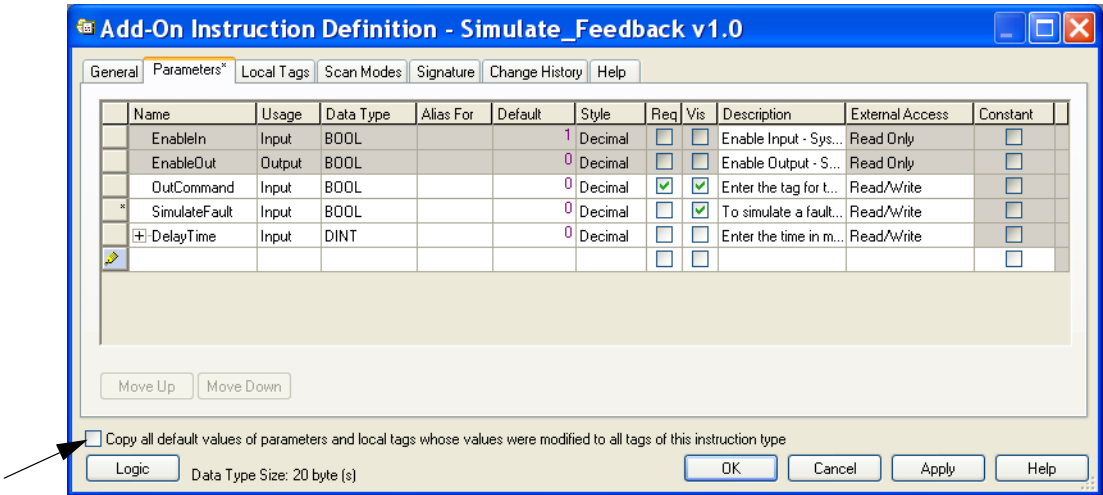 Add-On Instruction Definition - Simulate_Feedback v1.0
General Parameters* Local Tags Scan Modes Signature Change History Help
Name Usage Data Type Alias For Default Style Req Vis Description External Access Constant
EnableIn Input BOOL 1 Decimal Enable Input - Sys... Read Only
EnableOut Output BOOL 0 Decimal Enable Output - S... Read Only
OutCommand Input BOOL 0 Decimal Enter the tag for t... Read/Write
* SimulateFault Input BOOL 0 Decimal To simulate a fault... Read/Write
DelayTime Input DINT 0 Decimal Enter the time in m... Read/Write
Move Up Move Down
Copy all default values of parameters and local tags whose values were modified to all tags of this instruction type
Logic Data Type Size: 20 byte (s) OK Cancel Apply Help